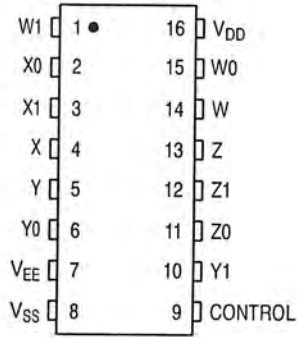 W1 1 16 VDD
X0 2 15 W0
X1 3 14 W
X 4 13 Z
Y 5 12 Z1
Y0 6 11 Z0
VEE 7 10 Y1
VSS 8 9 CONTROL